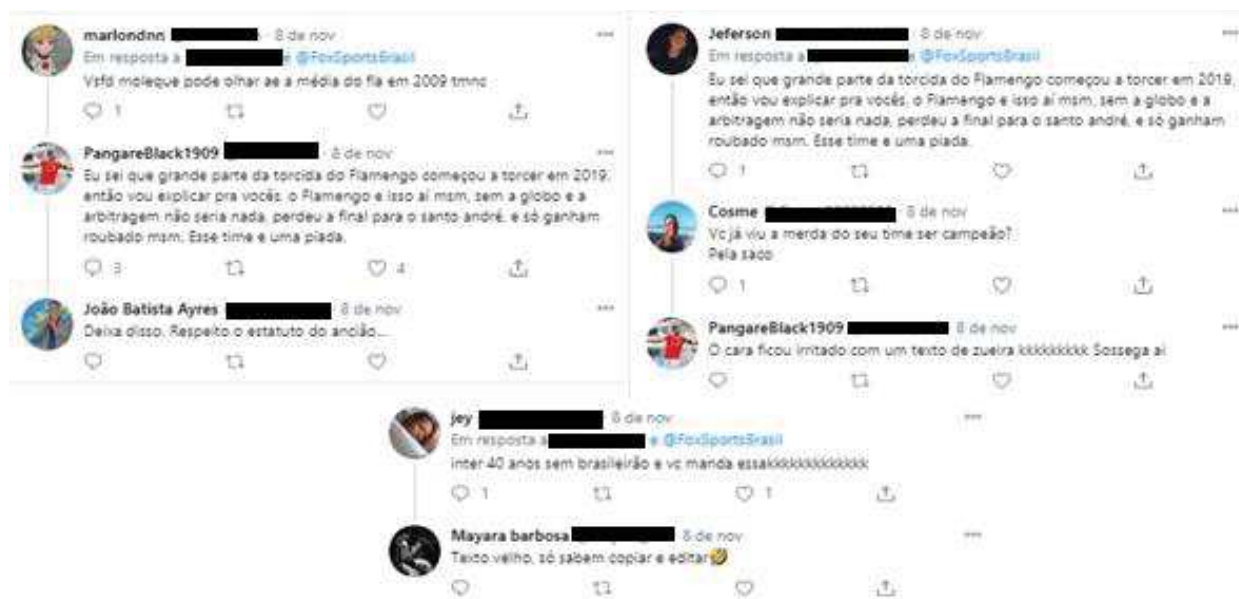 marlondnn · 8 de nov
Em resposta a e @FoxSportsBrasil
Vsfd moleque pode olhar ae a média do fla em 2009 tmnc
1
PangareBlack1909 · 8 de nov
Eu sei que grande parte da torcida do Flamengo começou a torcer em 2019,
então vou explicar pra vocês, o Flamengo e isso aí msm, sem a globo e a
arbitragem não seria nada, perdeu a final para o santo andré, e só ganham
roubado msm. Esse time e uma piada.
3 4
João Batista Ayres · 8 de nov
Deixa disso. Respeito o estatuto do ancião...
Jeferson · 8 de nov
Em resposta a e @FoxSportsBrasil
Eu sei que grande parte da torcida do Flamengo começou a torcer em 2019,
então vou explicar pra vocês, o Flamengo e isso aí msm, sem a globo e a
arbitragem não seria nada, perdeu a final para o santo andré, e só ganham
roubado msm. Esse time e uma piada.
1
Cosme · 8 de nov
Vc já viu a merda do seu time ser campeão?
Pela saco
1
PangareBlack1909 · 8 de nov
O cara ficou irritado com um texto de zueira kkkkkkkkk Sossega aí
jey · 8 de nov
Em resposta a e @FoxSportsBrasil
inter 40 anos sem brasileirão e vc manda essakkkkkkkkkkkkk
1 1
Mayara barbosa · 8 de nov
Texto velho, só sabem copiar e editar🤣